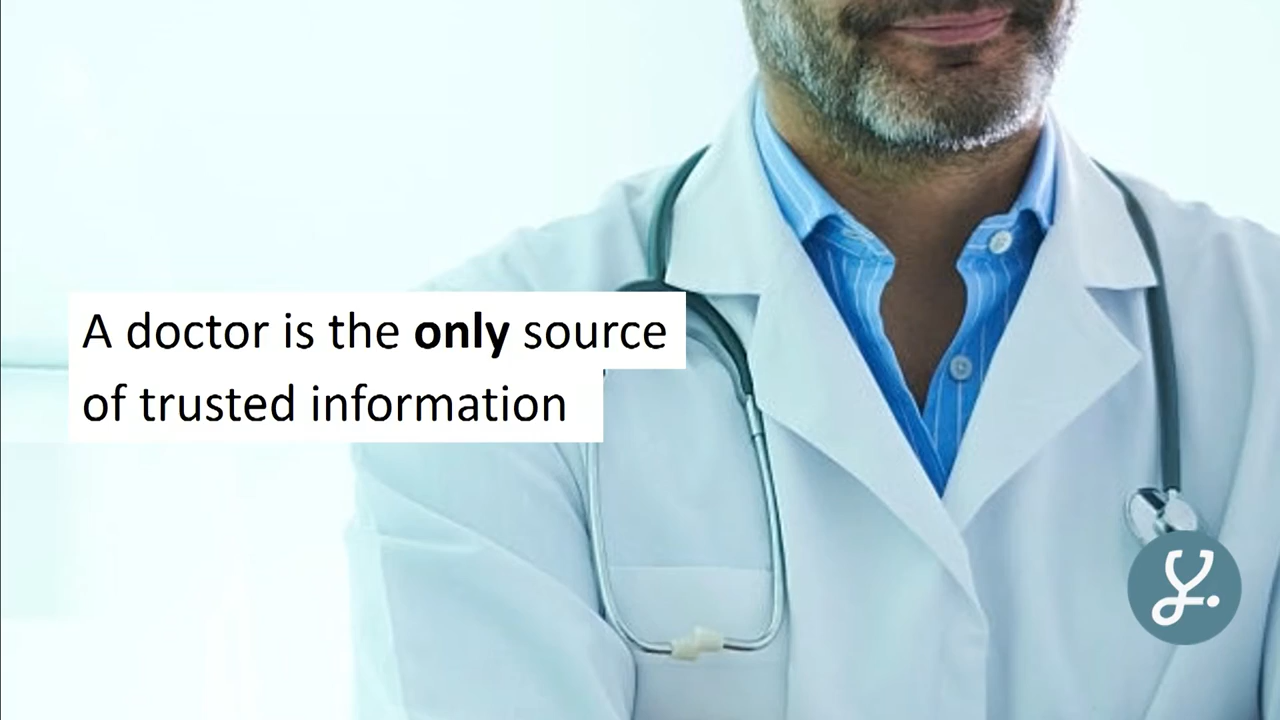 A doctor is the only source
of trusted information